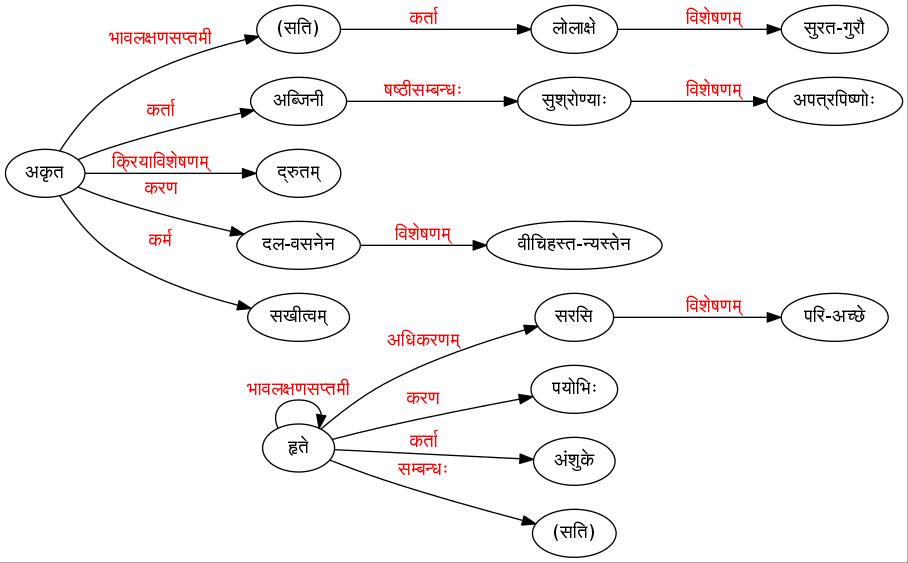 भावलक्षणसप्तमी
(सति)
कर्ता
लोलाक्षे
विशेषणम्
सुरत-गुरौ
कर्ता
अब्जिनी
षष्ठीसम्बन्धः
सुश्रोण्याः
विशेषणम्
अपत्रपिष्णोः
अकृत
क्रियाविशेषणम्
द्रुतम्
करण
दल-वसनेन
विशेषणम्
वीचिहस्त-न्यस्तेन
कर्म
सखीत्वम्
सरसि
विशेषणम्
परि-अच्छे
अधिकरणम्
भावलक्षणसप्तमी
करण
पयोभिः
हृते
कर्ता
अंशुके
सम्बन्धः
(सति)